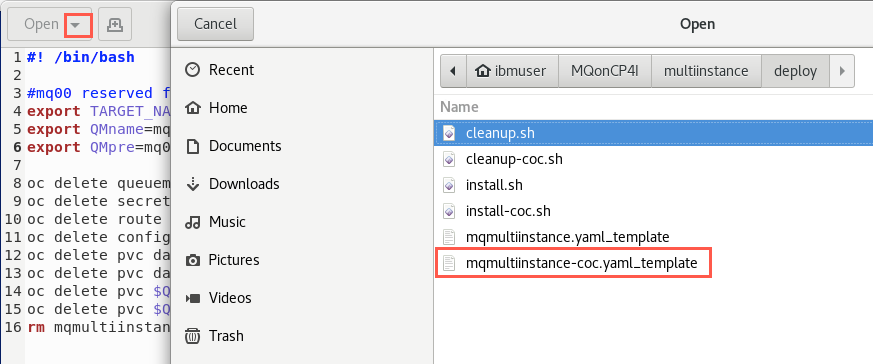 Open
1 #! /bin/bash
2
3 #mq00 reserved f
4 export TARGET_NA
5 export QMname=mq
6 export QMpre=mq0
7
8 oc delete queuem
9 oc delete secret
10 oc delete route
11 oc delete config
12 oc delete pvc da
13 oc delete pvc da
14 oc delete pvc $Q
15 oc delete pvc $Q
16 rm mqmultiinstan
Cancel
Open
Recent
Home
Documents
Downloads
Music
Pictures
Videos
Trash
ibmuser MQonCP4I multiinstance deploy
Name
cleanup.sh
cleanup-coc.sh
install.sh
install-coc.sh
mqmultiinstance.yaml_template
mqmultiinstance-coc.yaml_template